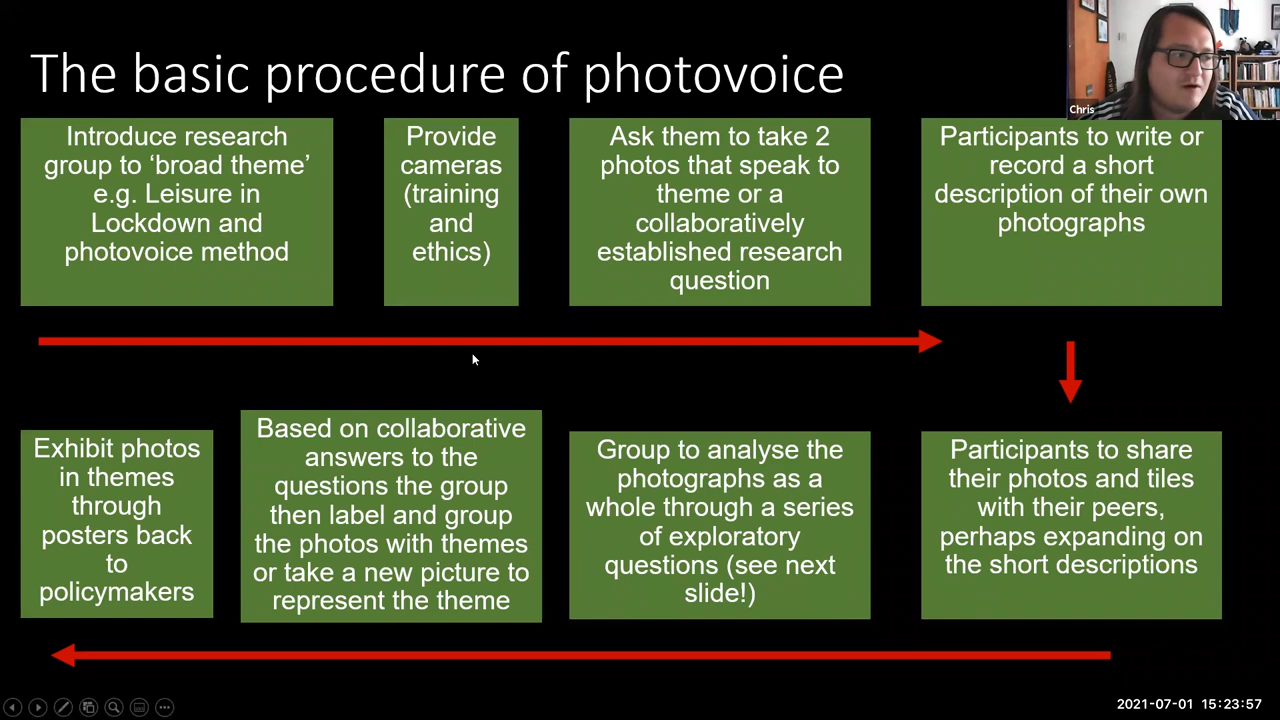 The basic procedure of photovoice
Chris
Introduce research
group to ‘broad theme’
e.g. Leisure in
Lockdown and
photovoice method
Provide
cameras
(training
and
ethics)
Ask them to take 2
photos that speak to
theme or a
collaboratively
established research
question
Participants to write or
record a short
description of their own
photographs
Participants to share
their photos and tiles
with their peers,
perhaps expanding on
the short descriptions
Group to analyse the
photographs as a
whole through a series
of exploratory
questions (see next
slide!)
Based on collaborative
answers to the
questions the group
then label and group
the photos with themes
or take a new picture to
represent the theme
Exhibit photos
in themes
through
posters back
to
policymakers
2021-07-01 15:23:57